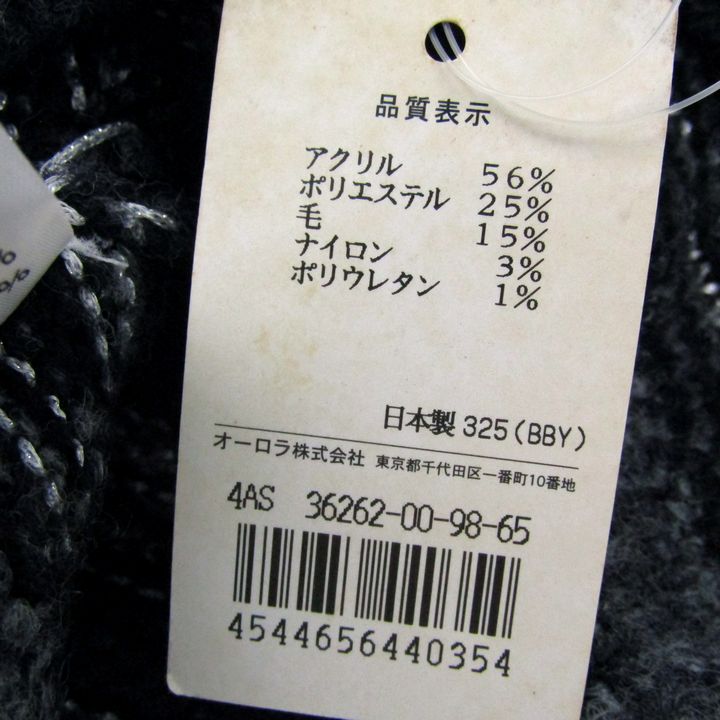 品質表示
アクリル 56%
ポリエステル 25%
毛 15%
ナイロン 3%
ポリウレタン 1%
日本製 325(BBY)
オーロラ株式会社 東京都千代田区一番町10番地
4AS 36262-00-98-65
4544656440354
%
%